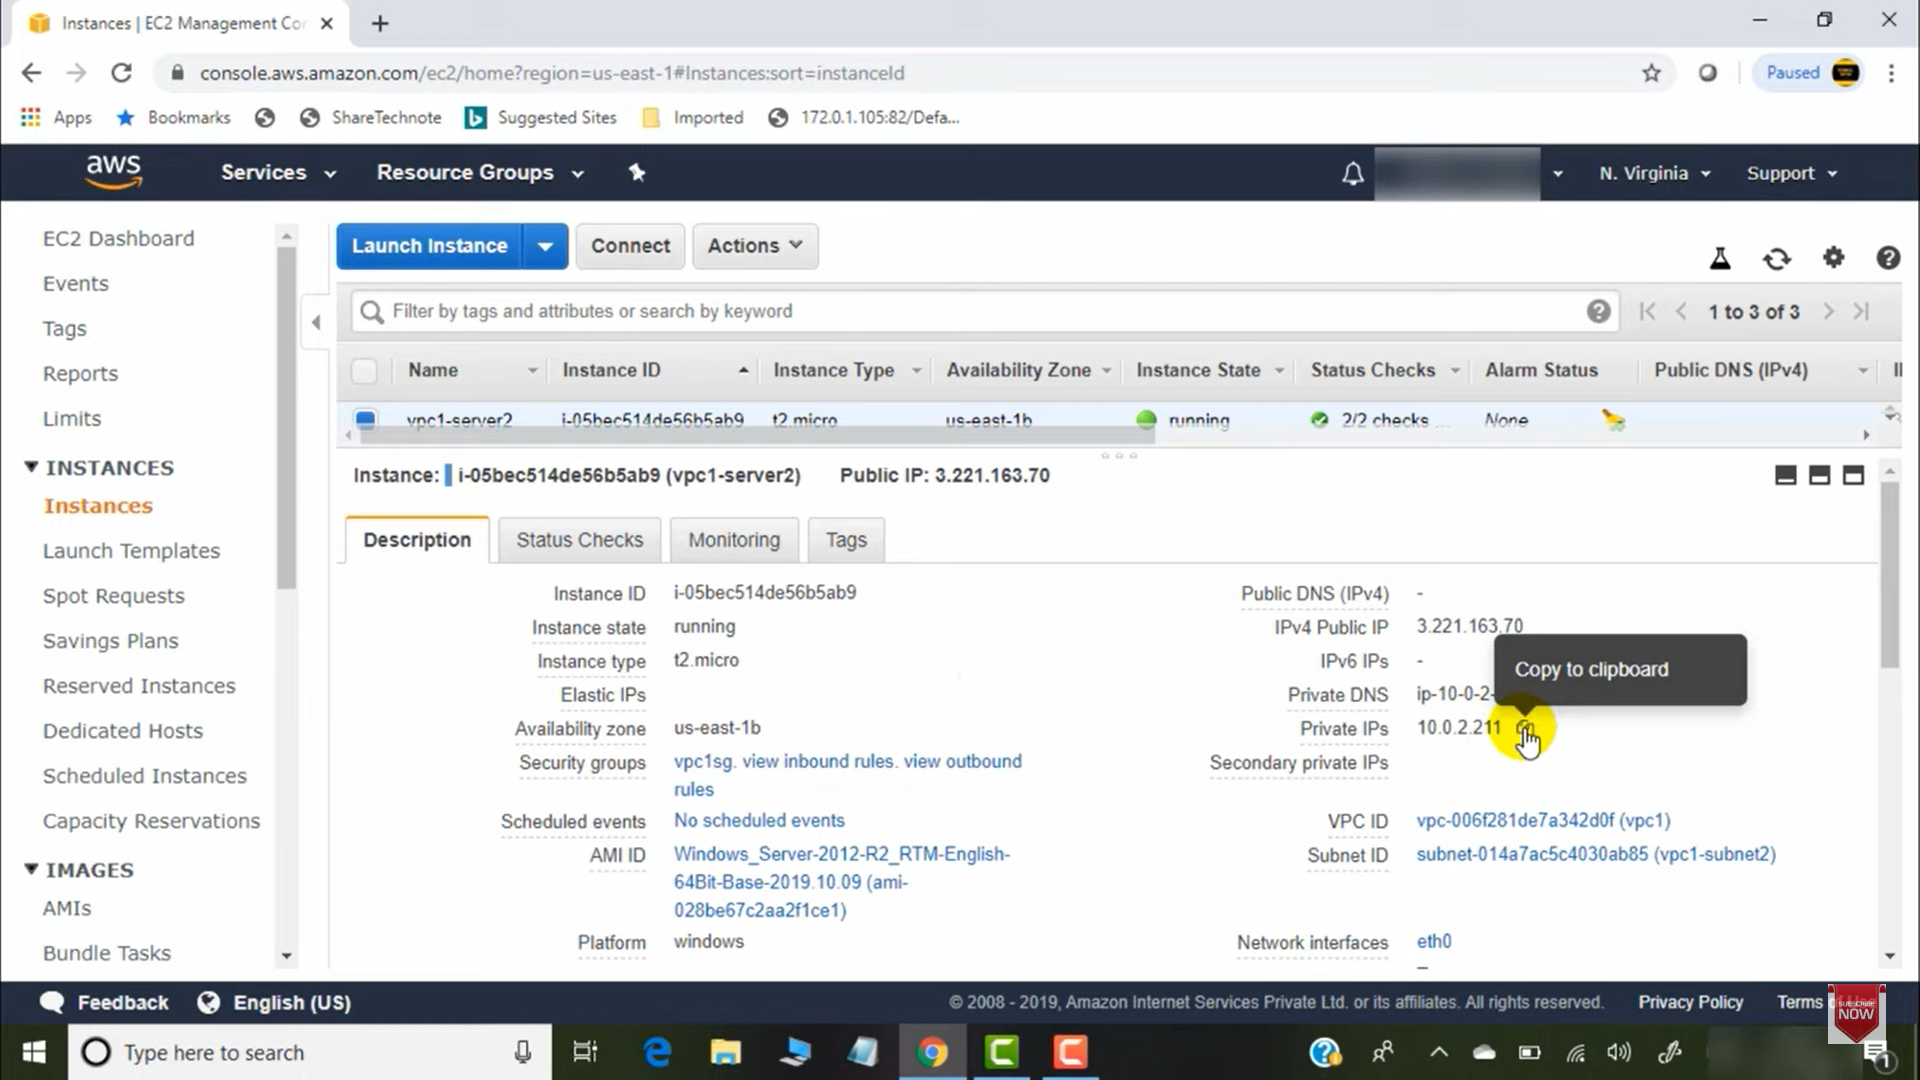 Instances | EC2 Management Co
console.aws.amazon.com/ec2/home?region=us-east-1#Instances:sort=instanceId
Paused
Apps
Bookmarks
ShareTechnote
Suggested Sites
Imported
172.0.1.105:82/Defa...
aws
Services
Resource Groups
N. Virginia
Support
EC2 Dashboard
Events
Tags
Reports
Limits
INSTANCES
Instances
Launch Templates
Spot Requests
Savings Plans
Reserved Instances
Dedicated Hosts
Scheduled Instances
Capacity Reservations
IMAGES
AMIs
Bundle Tasks
Launch Instance
Connect
Actions
Filter by tags and attributes or search by keyword
1 to 3 of 3
Name Instance ID Instance Type Availability Zone Instance State Status Checks Alarm Status Public DNS (IPv4)
vpc1-server2 i-05bec514de56b5ab9 t2.micro us-east-1b running 2/2 checks ... None
Instance: i-05bec514de56b5ab9 (vpc1-server2) Public IP: 3.221.163.70
Description
Status Checks
Monitoring
Tags
Instance ID i-05bec514de56b5ab9
Instance state running
Instance type t2.micro
Elastic IPs
Availability zone us-east-1b
Security groups vpc1sg. view inbound rules. view outbound
rules
Scheduled events No scheduled events
AMI ID Windows_Server-2012-R2_RTM-English-
64Bit-Base-2019.10.09 (ami-
028be67c2aa2f1ce1)
Platform windows
Public DNS (IPv4) -
IPv4 Public IP 3.221.163.70
IPv6 IPs -
Copy to clipboard
Private DNS ip-10-0-2-
Private IPs 10.0.2.211
Secondary private IPs
VPC ID vpc-006f281de7a342d0f (vpc1)
Subnet ID subnet-014a7ac5c4030ab85 (vpc1-subnet2)
Network interfaces eth0
Feedback
English (US)
© 2008 - 2019, Amazon Internet Services Private Ltd. or its affiliates. All rights reserved.
Privacy Policy
Terms
SUBSCRIBE
NOW
Type here to search
1